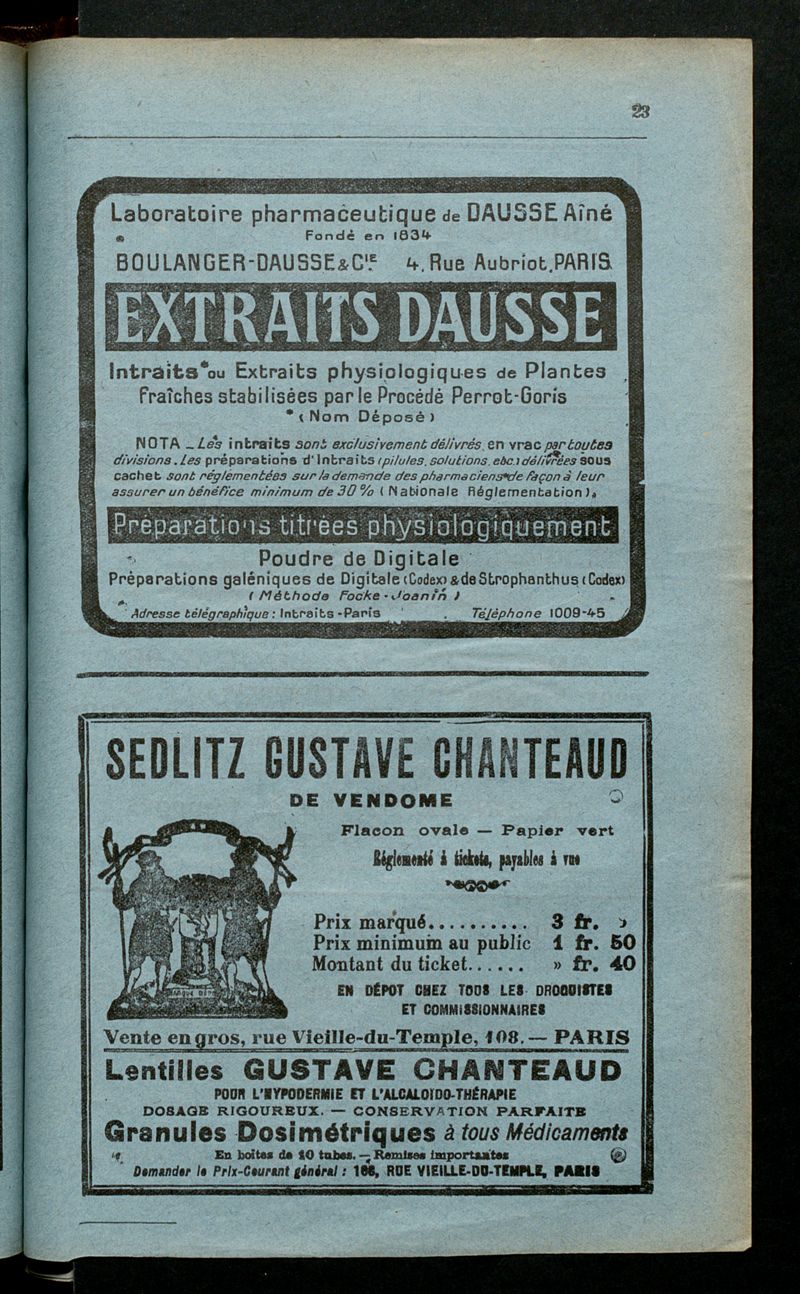 23
Laboratoire pharmaceutique de DAUSSE Aîné
Fondé en 1834
BOULANGER-DAUSSE & Cie. 4, Rue Aubriot, PARIS
EXTRAITS DAUSSE
Intraits* ou Extraits physiologiques de Plantes
Fraîches stabilisées par le Procédé Perrot-Goris
* (Nom Déposé)
NOTA _ Les intraits sont exclusivement délivrés en vrac par toutes
divisions. Les préparations d'Intraits (pilules, solutions, etc.) délivrées sous
cachet sont réglementées sur la demande des pharmaciens de façon à leur
assurer un bénéfice minimum de 30 % (Nationale Réglementation).
Préparations titrées physiologiquement
Poudre de Digitale
Préparations galéniques de Digitale (Codex) & de Strophanthus (Codex)
(Méthode Focke-Joanin)
Adresse télégraphique : Intraits-Paris Téléphone 1009-45
SEDLITZ GUSTAVE CHANTEAUD
DE VENDOME
Flacon ovale — Papier vert
Réglementé à tickets, payables à vue
Prix marqué.......... 3 fr. »
Prix minimum au public 1 fr. 50
Montant du ticket...... » fr. 40
EN DÉPOT CHEZ TOUS LES DROGUISTES
ET COMMISSIONNAIRES
Vente en gros, rue Vieille-du-Temple, 108. — PARIS
Lentilles GUSTAVE CHANTEAUD
POUR L'HYPODERMIE ET L'ALCALOIDO-THÉRAPIE
DOSAGE RIGOUREUX. — CONSERVATION PARFAITE
Granules Dosimétriques à tous Médicaments
En boites de 10 tubes. — Remises importantes
Demander le Prix-Courant général : 108, RUE VIEILLE-DU-TEMPLE, PARIS